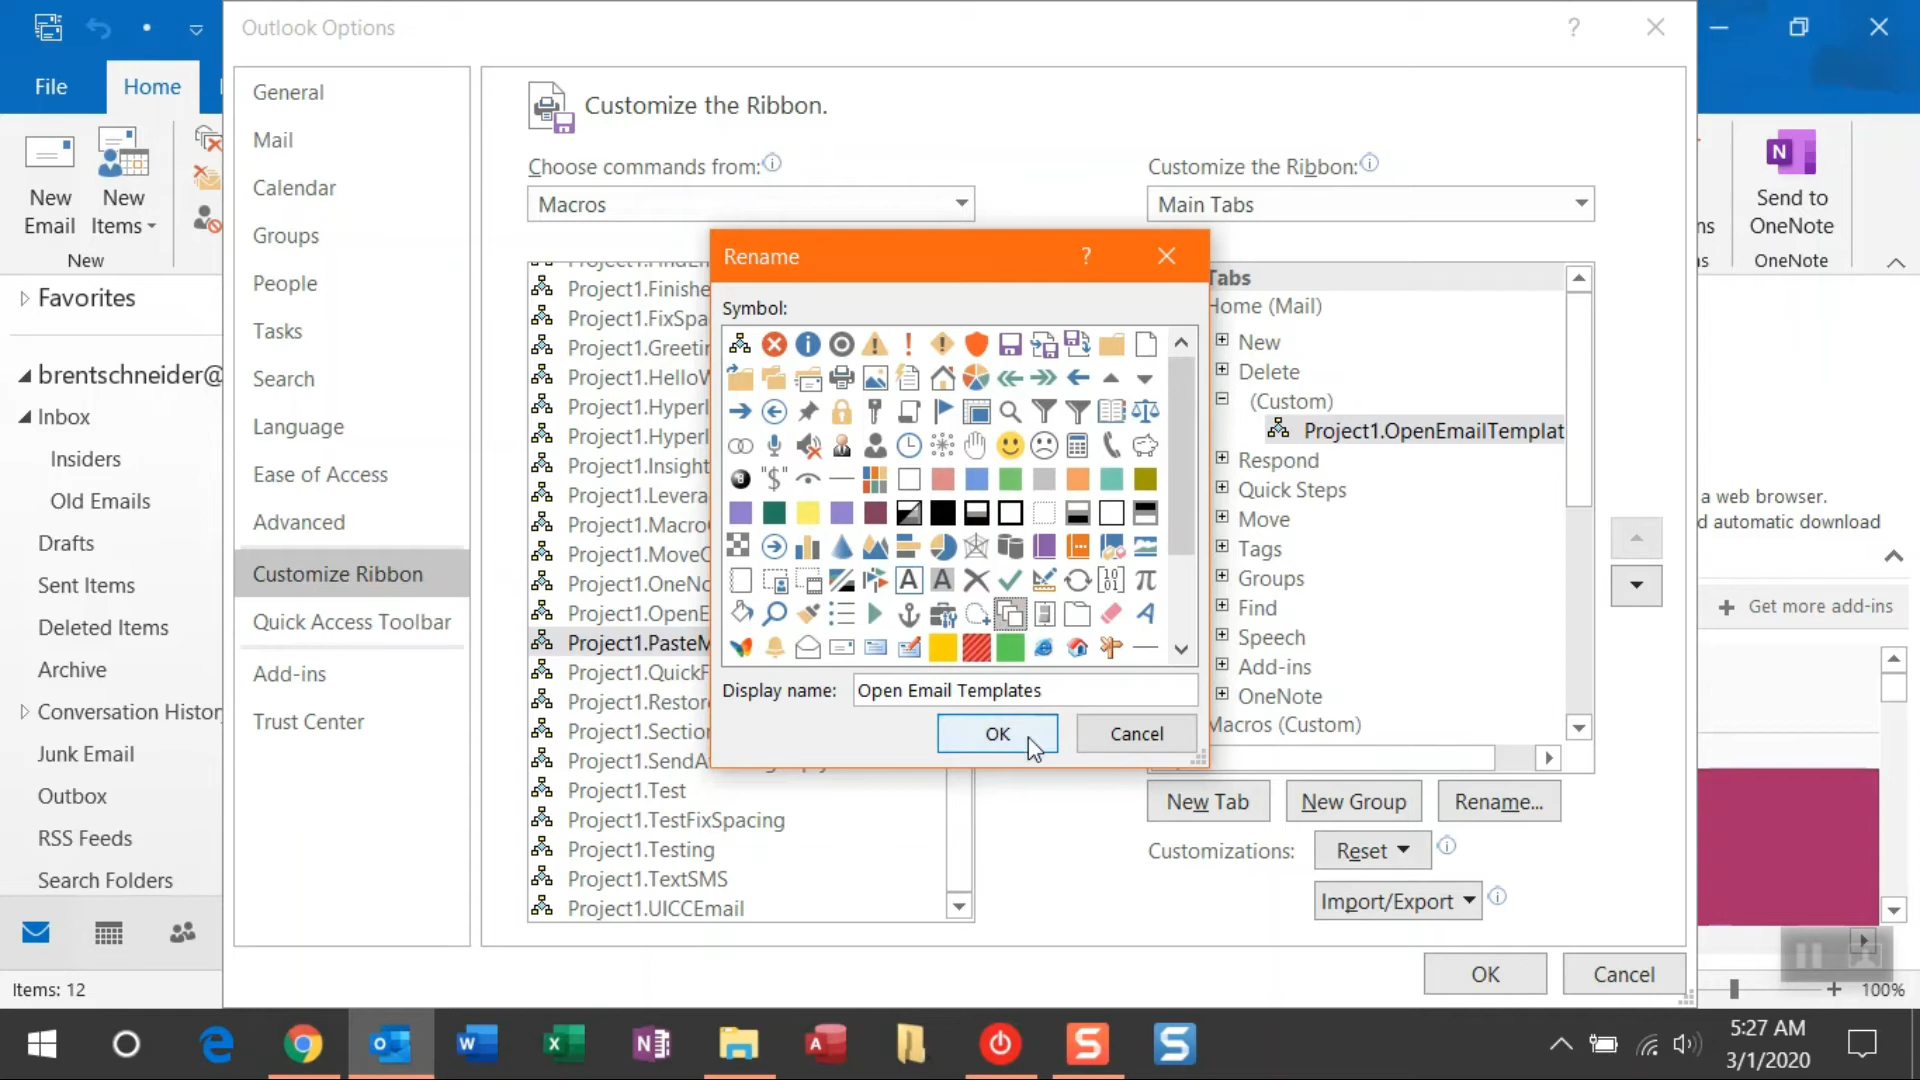 Outlook Options
File
Home
New
Email
New
Items
New
Send to
OneNote
OneNote
Favorites
brentschneider@
Inbox
Insiders
Old Emails
Drafts
Sent Items
Deleted Items
Archive
Conversation Histor
Junk Email
Outbox
RSS Feeds
Search Folders
Items: 12
General
Mail
Calendar
Groups
People
Tasks
Search
Language
Ease of Access
Advanced
Customize Ribbon
Quick Access Toolbar
Add-ins
Trust Center
Customize the Ribbon.
Choose commands from:
Macros
Project1.Finishe
Project1.FixSpa
Project1.Greetin
Project1.HelloW
Project1.Hyperl
Project1.Hyperl
Project1.Insight
Project1.Levera
Project1.Macro
Project1.MoveC
Project1.OneNo
Project1.OpenE
Project1.PasteM
Project1.QuickF
Project1.Restore
Project1.Section
Project1.SendA
Project1.Test
Project1.TestFixSpacing
Project1.Testing
Project1.TextSMS
Project1.UICCEmail
Rename
Symbol:
Display name:
Open Email Templates
OK
Cancel
Customize the Ribbon:
Main Tabs
Tabs
Home (Mail)
New
Delete
(Custom)
Project1.OpenEmailTemplat
Respond
Quick Steps
Move
Tags
Groups
Find
Speech
Add-ins
OneNote
Macros (Custom)
New Tab
New Group
Rename...
Customizations:
Reset
Import/Export
OK
Cancel
a web browser.
d automatic download
Get more add-ins
100%
5:27 AM
3/1/2020